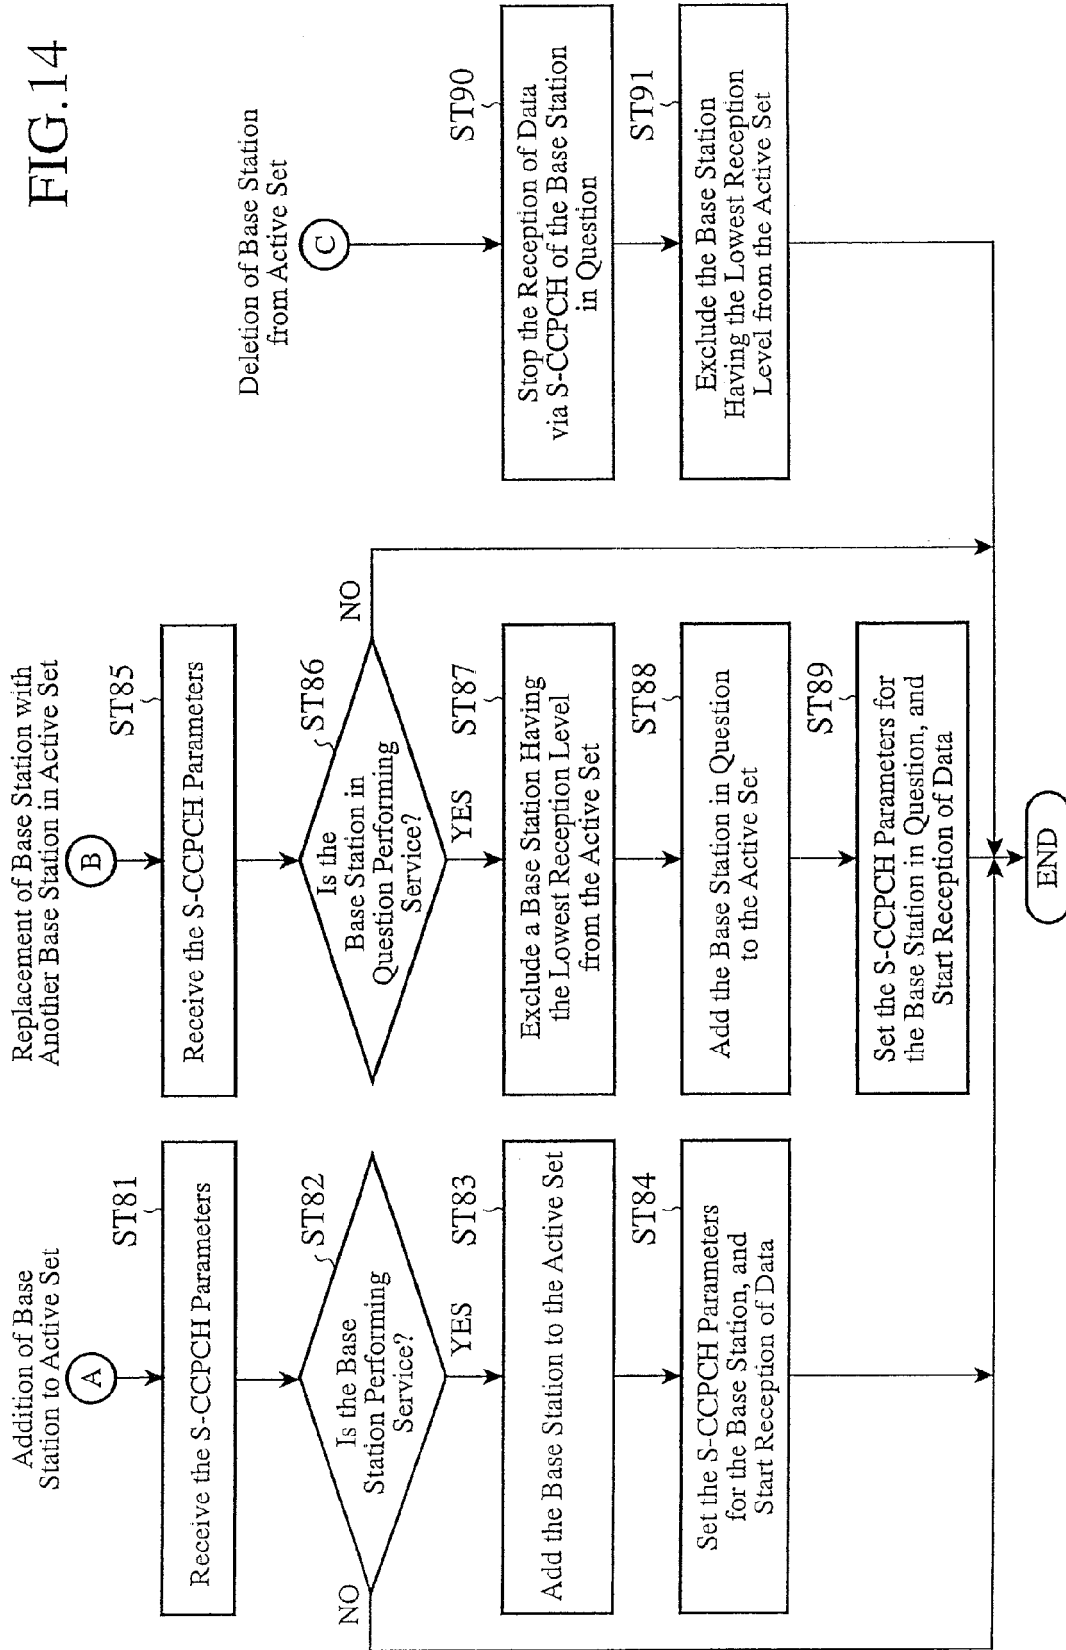 FIG.14
Addition of Base
Station to Active Set
A
ST81
Receive the S-CCPCH Parameters
ST82
Is the Base
Station Performing
Service?
NO
YES
ST83
Add the Base Station to the Active Set
ST84
Set the S-CCPCH Parameters
for the Base Station, and
Start Reception of Data
Replacement of Base Station with
Another Base Station in Active Set
B
ST85
Receive the S-CCPCH Parameters
ST86
Is the
Base Station in
Question Performing
Service?
NO
YES
ST87
Exclude a Base Station Having
the Lowest Reception Level
from the Active Set
ST88
Add the Base Station in Question
to the Active Set
ST89
Set the S-CCPCH Parameters for
the Base Station in Question, and
Start Reception of Data
Deletion of Base Station
from Active Set
C
ST90
Stop the Reception of Data
via S-CCPCH of the Base Station
in Question
ST91
Exclude the Base Station
Having the Lowest Reception
Level from the Active Set
END